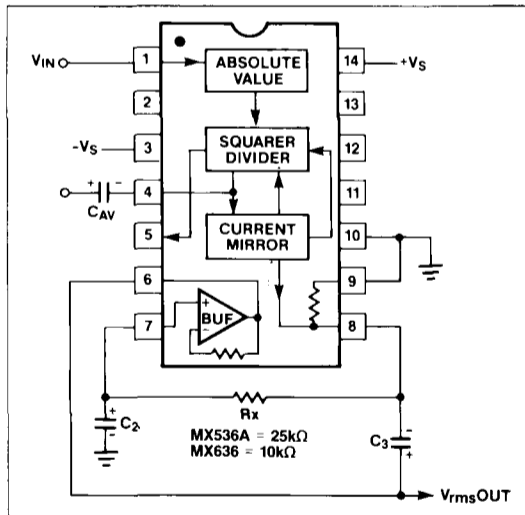 VIN
1
ABSOLUTE
VALUE
14
+VS
2
13
-VS
3
SQUARER
DIVIDER
12
+ -
4
11
CAV
5
CURRENT
MIRROR
10
6
9
+
BUF
-
7
8
+
C2
-
Rx
MX536A = 25kΩ
MX636 = 10kΩ
-
C3
+
VrmsOUT